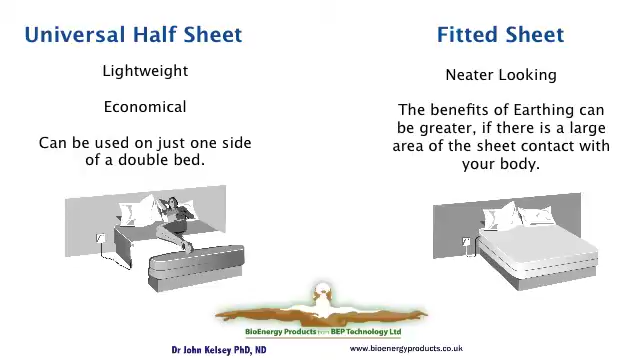 Universal Half Sheet
Lightweight
Economical
Can be used on just one side
of a double bed.
Fitted Sheet
Neater Looking
The benefits of Earthing can
be greater, if there is a large
area of the sheet contact with
your body.
BioEnergy Products from BEP Technology Ltd
Dr John Kelsey PhD, ND
www.bioenergyproducts.co.uk